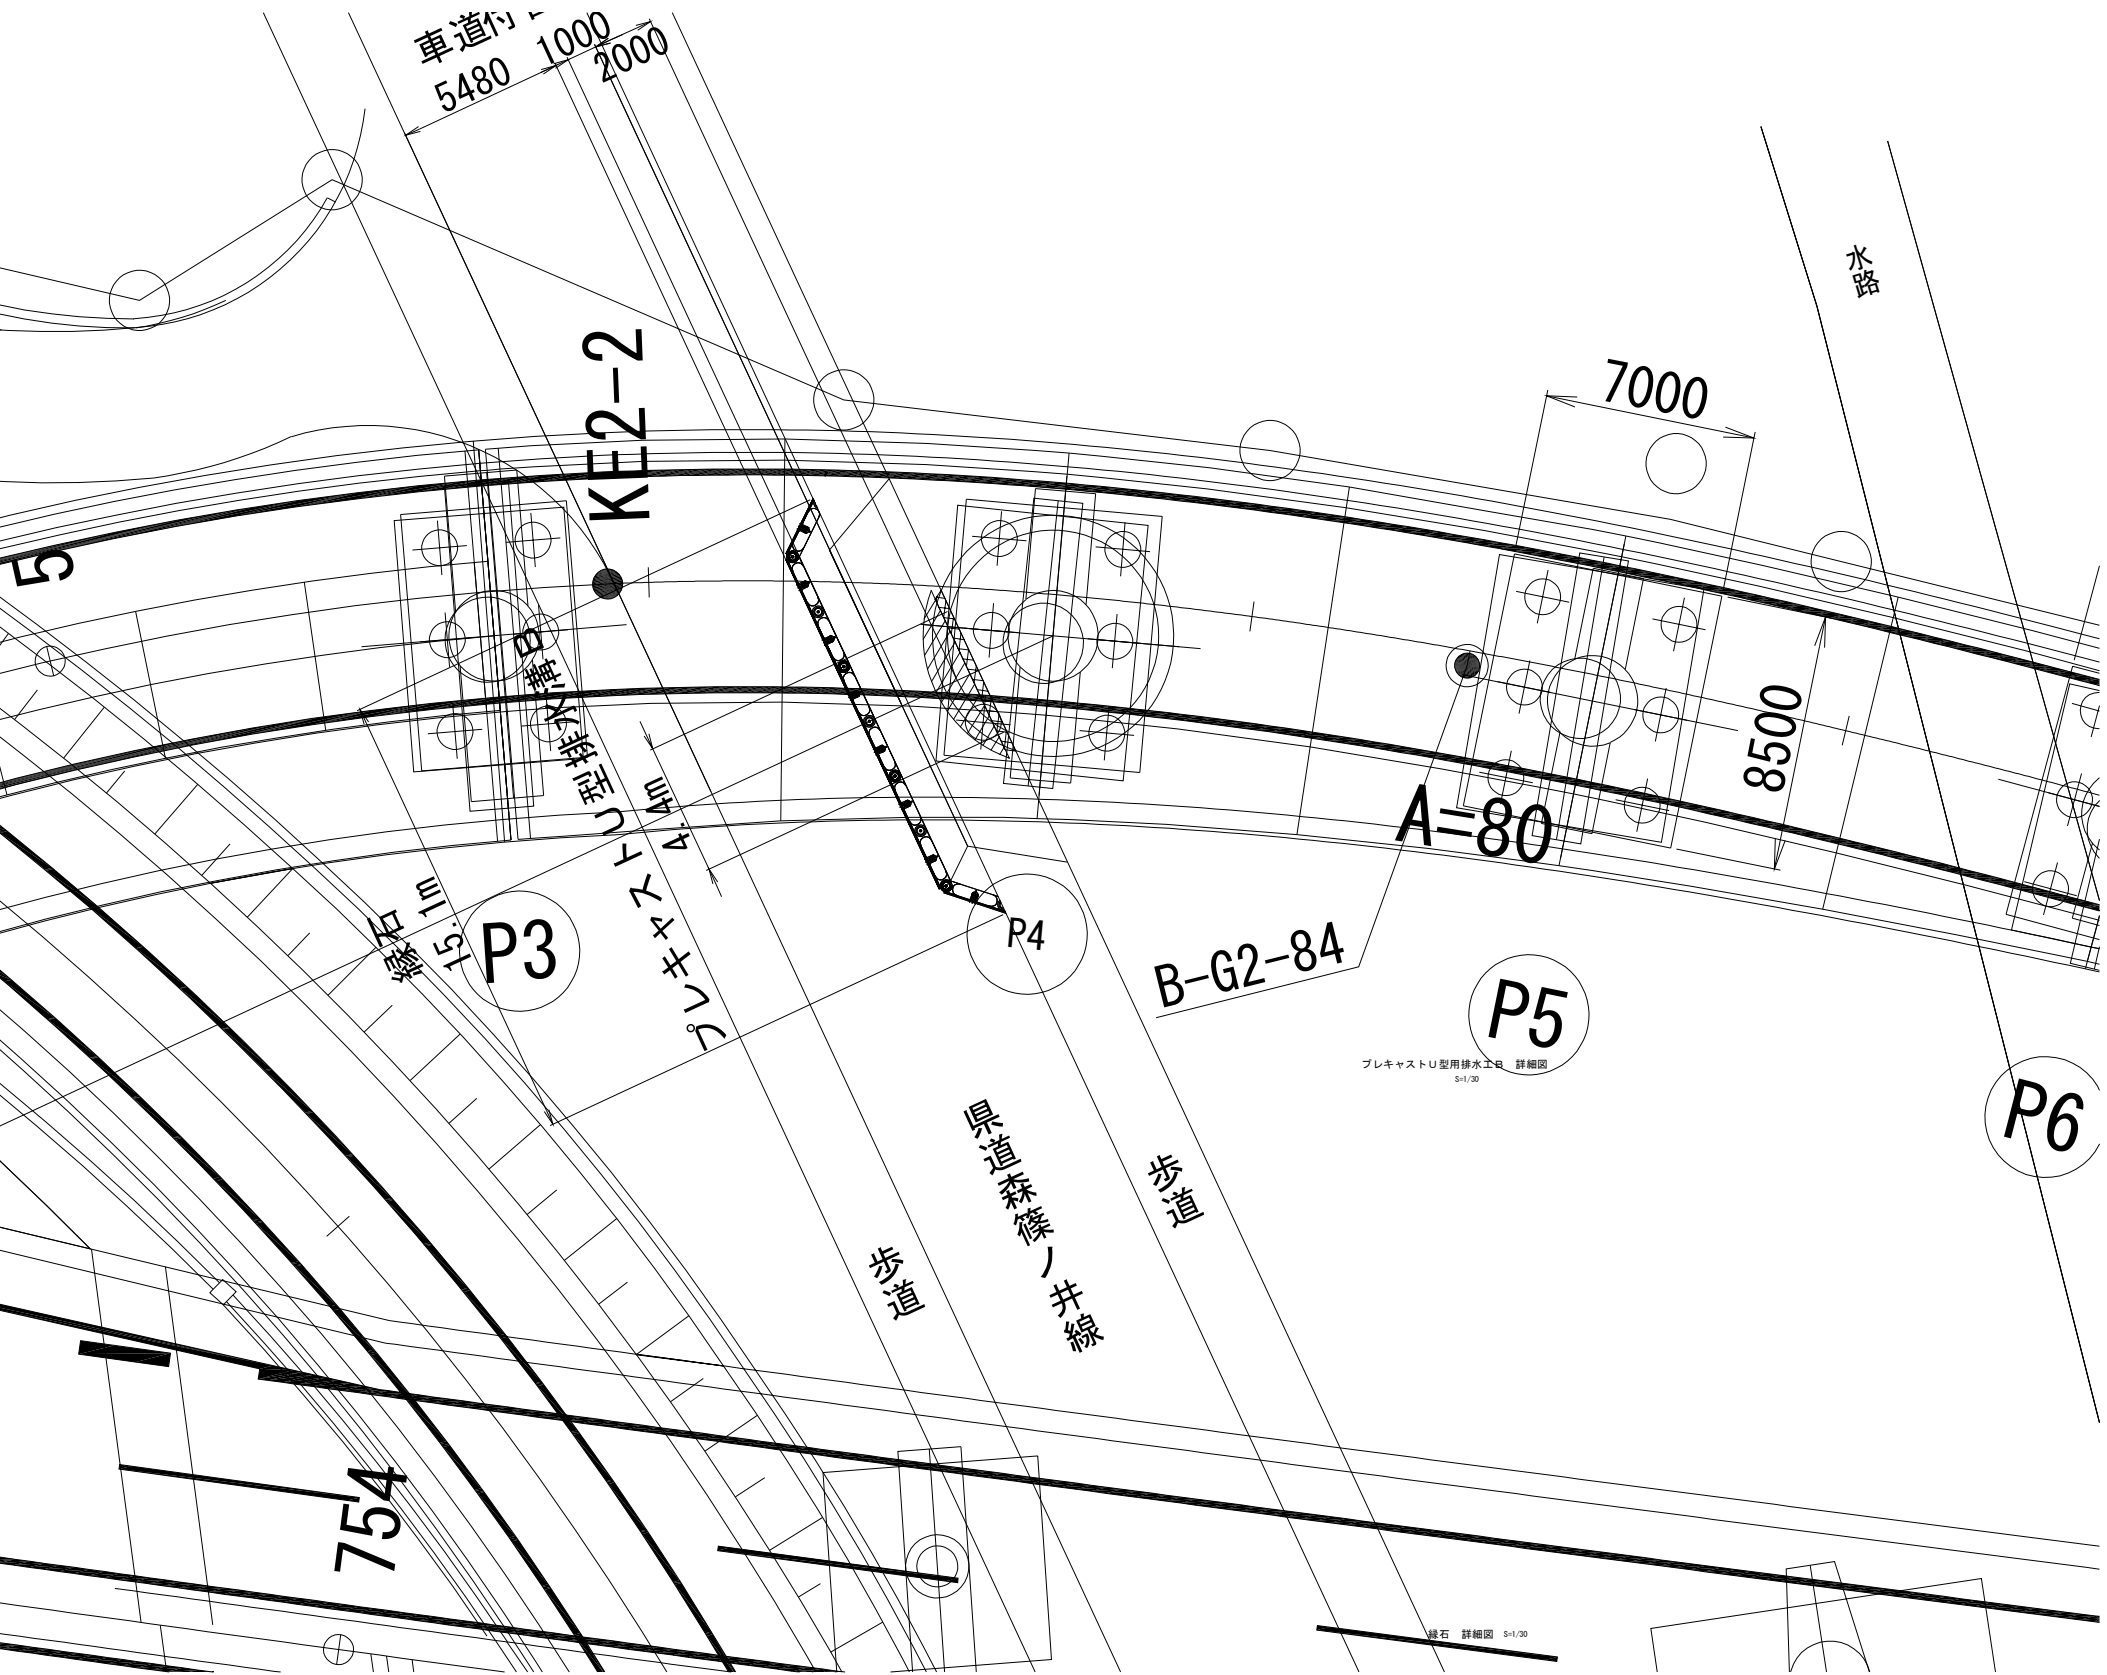 車道付
5480
1000
2000
水
路
7000
KE2-2
5
8500
A=80
プレキャストU型排水溝B
4.4m
縁石
15.1m
P3
P4
B-G2-84
P5
プレキャストU型用排水工B 詳細図
S=1/30
P6
県道森篠ノ井線
歩道
歩道
754
縁石 詳細図 S=1/30